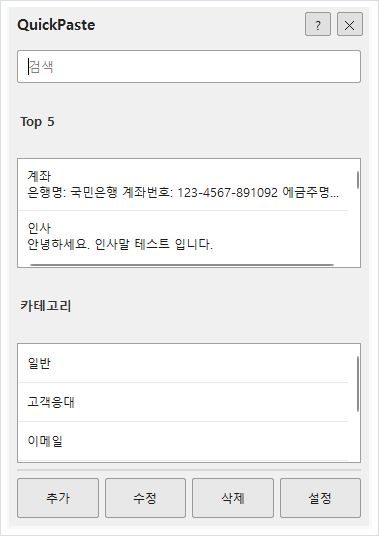 QuickPaste
?
검색
Top 5
계좌
은행명: 국민은행 계좌번호: 123-4567-891092 예금주명...
인사
안녕하세요. 인사말 테스트 입니다.
카테고리
일반
고객응대
이메일
추가 수정 삭제 설정